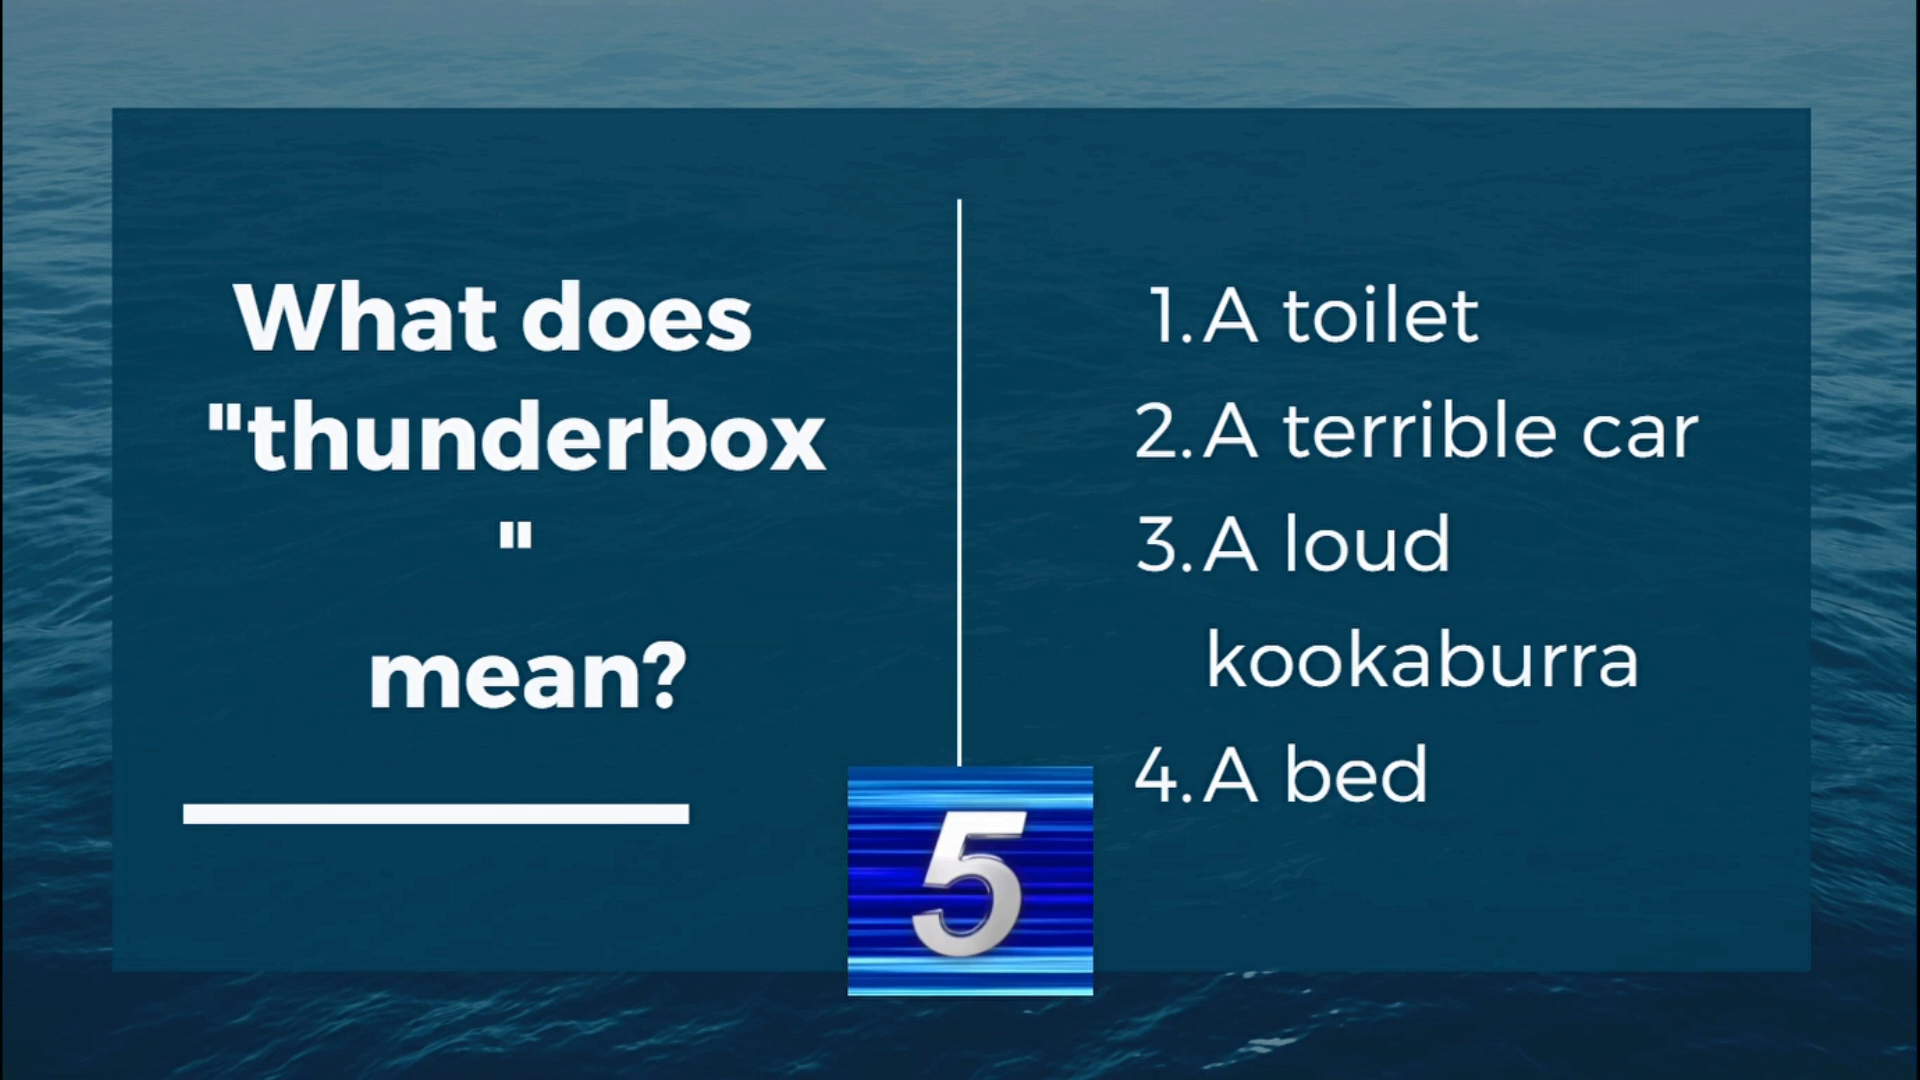 What does
"thunderbox
"
mean?
1. A toilet
2. A terrible car
3. A loud
kookaburra
4. A bed
5